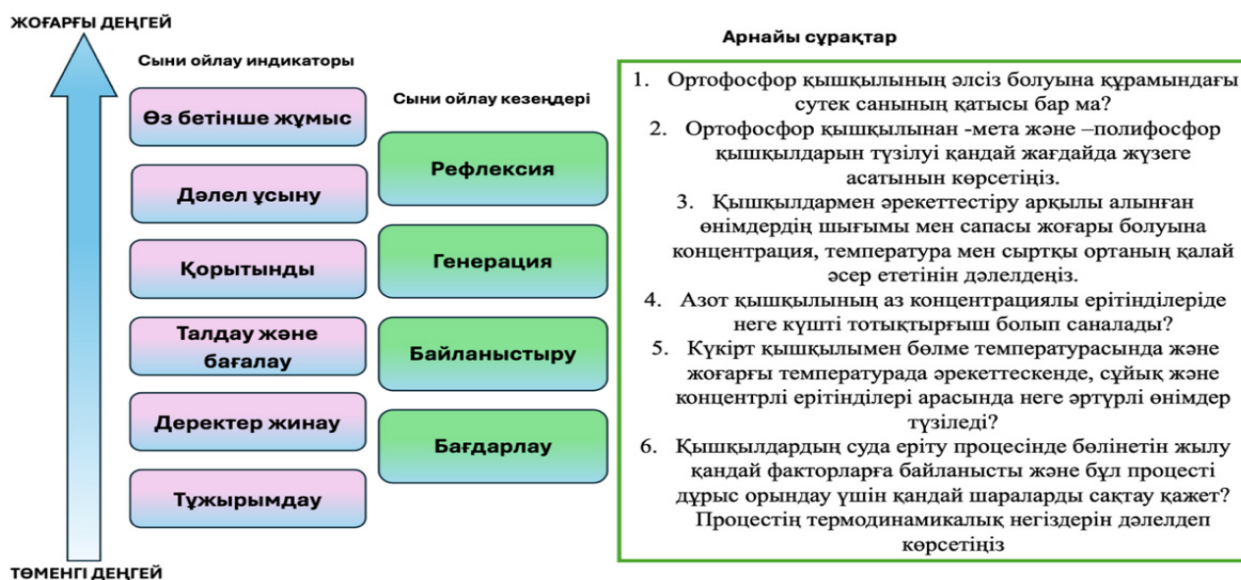 ЖОҒАРҒЫ ДЕҢГЕЙ
Сыни ойлау индикаторы
Өз бетінше жұмыс
Дәлел ұсыну
Қорытынды
Талдау және
бағалау
Деректер жинау
Тұжырымдау
ТӨМЕНГІ ДЕҢГЕЙ
Сыни ойлау кезеңдері
Рефлексия
Генерация
Байланыстыру
Бағдарлау
Арнайы сұрақтар
1. Ортофосфор қышқылының әлсіз болуына құрамындағы
сутек санының қатысы бар ма?
2. Ортофосфор қышқылынан -мета және –полифосфор
қышқылдарын түзілуі қандай жағдайда жүзеге
асатынын көрсетіңіз.
3. Қышқылдармен әрекеттестіру арқылы алынған
өнімдердің шығымы мен сапасы жоғары болуына
концентрация, температура мен сыртқы ортаның қалай
әсер ететінін дәлелдеңіз.
4. Азот қышқылының аз концентрациялы ерітінділеріде
неге күшті тотықтырғыш болып саналады?
5. Күкірт қышқылымен бөлме температурасында және
жоғарғы температурада әрекеттескенде, сұйық және
концентрлі ерітінділері арасында неге әртүрлі өнімдер
түзіледі?
6. Қышқылдардың суда еріту процесінде бөлінетін жылу
қандай факторларға байланысты және бұл процесті
дұрыс орындау үшін қандай шараларды сақтау қажет?
Процестің термодинамикалық негіздерін дәлелдеп
көрсетіңіз